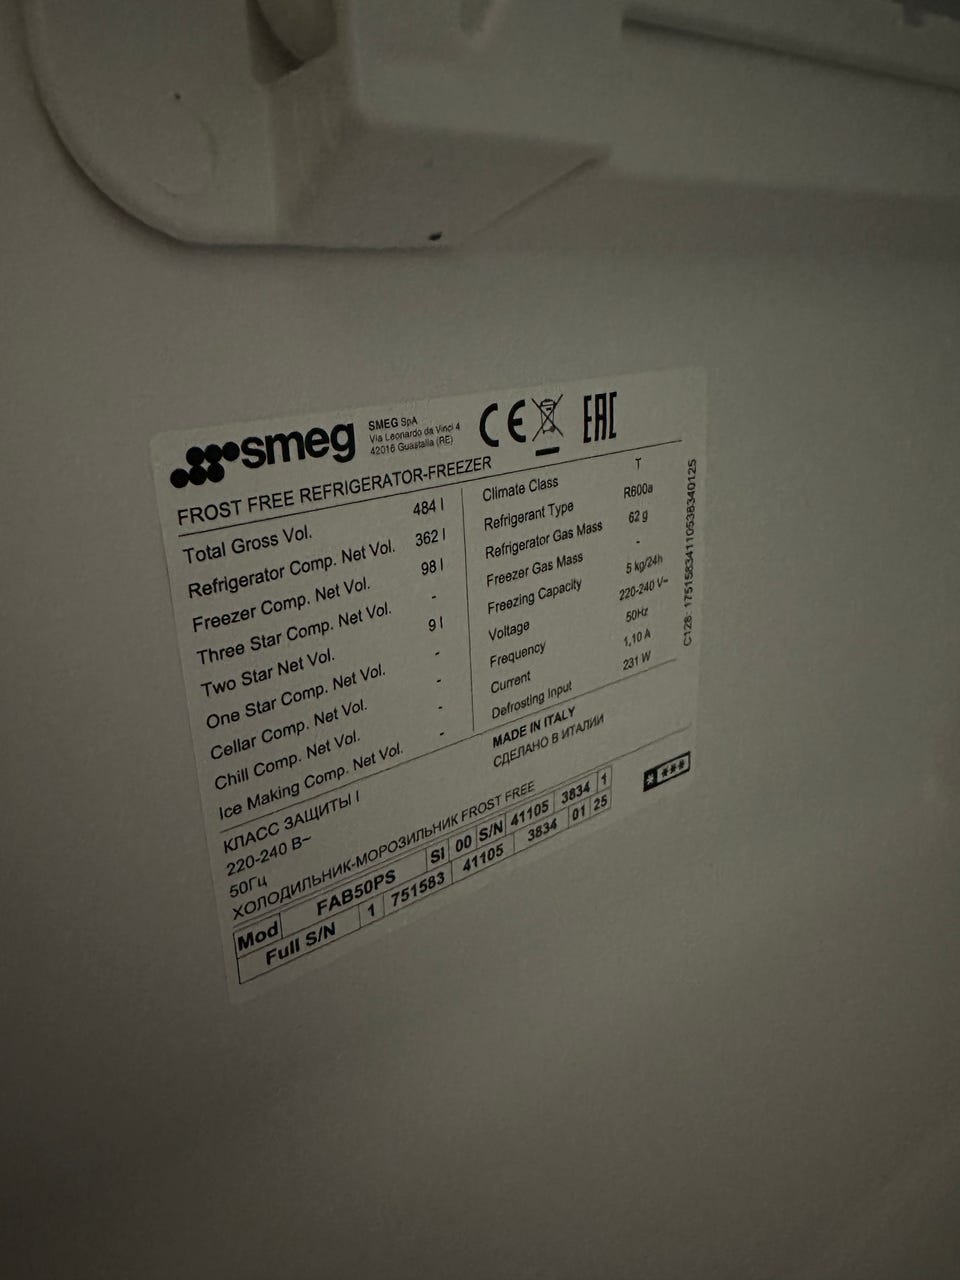 smeg
SMEG SpA
Via Leonardo da Vinci 4
42016 Guastalla (RE)
CE
EAC
FROST FREE REFRIGERATOR-FREEZER
Total Gross Vol. 484 l
Refrigerator Comp. Net Vol. 362 l
Freezer Comp. Net Vol. 98 l
Three Star Comp. Net Vol. -
Two Star Net Vol. 9 l
One Star Comp. Net Vol. -
Cellar Comp. Net Vol. -
Chill Comp. Net Vol. -
Ice Making Comp. Net Vol. -
Climate Class T
Refrigerant Type R600a
Refrigerator Gas Mass 62 g
Freezer Gas Mass -
Freezing Capacity 5 kg/24h
Voltage 220-240 V~
Frequency 50Hz
Current 1,10 A
Defrosting Input 231 W
MADE IN ITALY
СДЕЛАНО В ИТАЛИИ
C128: 17515834110538340125
КЛАСС ЗАЩИТЫ I
220-240 В~
50Гц
ХОЛОДИЛЬНИК-МОРОЗИЛЬНИК FROST FREE
* ***
Mod FAB50PS SI 00 S/N 41105 3834 1
Full S/N 1 751583 41105 3834 01 25